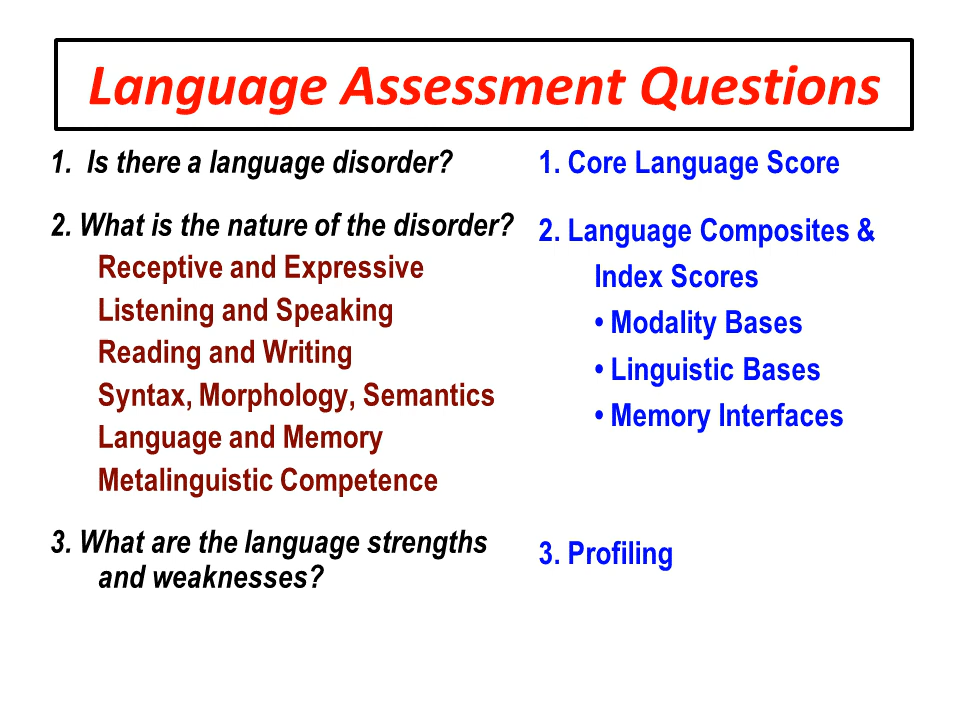 Language Assessment Questions
1. Is there a language disorder?
2. What is the nature of the disorder?
Receptive and Expressive
Listening and Speaking
Reading and Writing
Syntax, Morphology, Semantics
Language and Memory
Metalinguistic Competence
3. What are the language strengths
and weaknesses?
1. Core Language Score
2. Language Composites &
Index Scores
• Modality Bases
• Linguistic Bases
• Memory Interfaces
3. Profiling